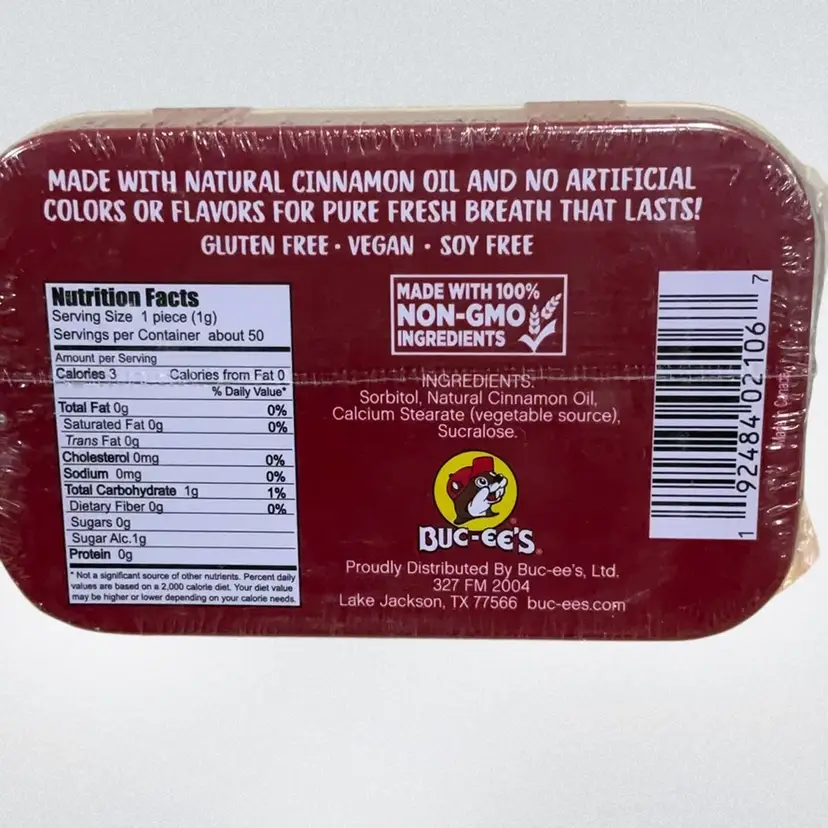 MADE WITH NATURAL CINNAMON OIL AND NO ARTIFICIAL
COLORS OR FLAVORS FOR PURE FRESH BREATH THAT LASTS!
GLUTEN FREE • VEGAN • SOY FREE
Nutrition Facts
Serving Size 1 piece (1g)
Servings per Container about 50
Amount per Serving
Calories 3 Calories from Fat 0
% Daily Value*
Total Fat 0g 0%
Saturated Fat 0g 0%
Trans Fat 0g
Cholesterol 0mg 0%
Sodium 0mg 0%
Total Carbohydrate 1g 1%
Dietary Fiber 0g 0%
Sugars 0g
Sugar Alc.1g
Protein 0g
* Not a significant source of other nutrients. Percent daily
values are based on a 2,000 calorie diet. Your diet value
may be higher or lower depending on your calorie needs.
MADE WITH 100%
NON-GMO
INGREDIENTS
INGREDIENTS:
Sorbitol, Natural Cinnamon Oil,
Calcium Stearate (vegetable source),
Sucralose.
BUC-EE'S®
Proudly Distributed By Buc-ee's, Ltd.
327 FM 2004
Lake Jackson, TX 77566 buc-ees.com
1 92484 02106 7